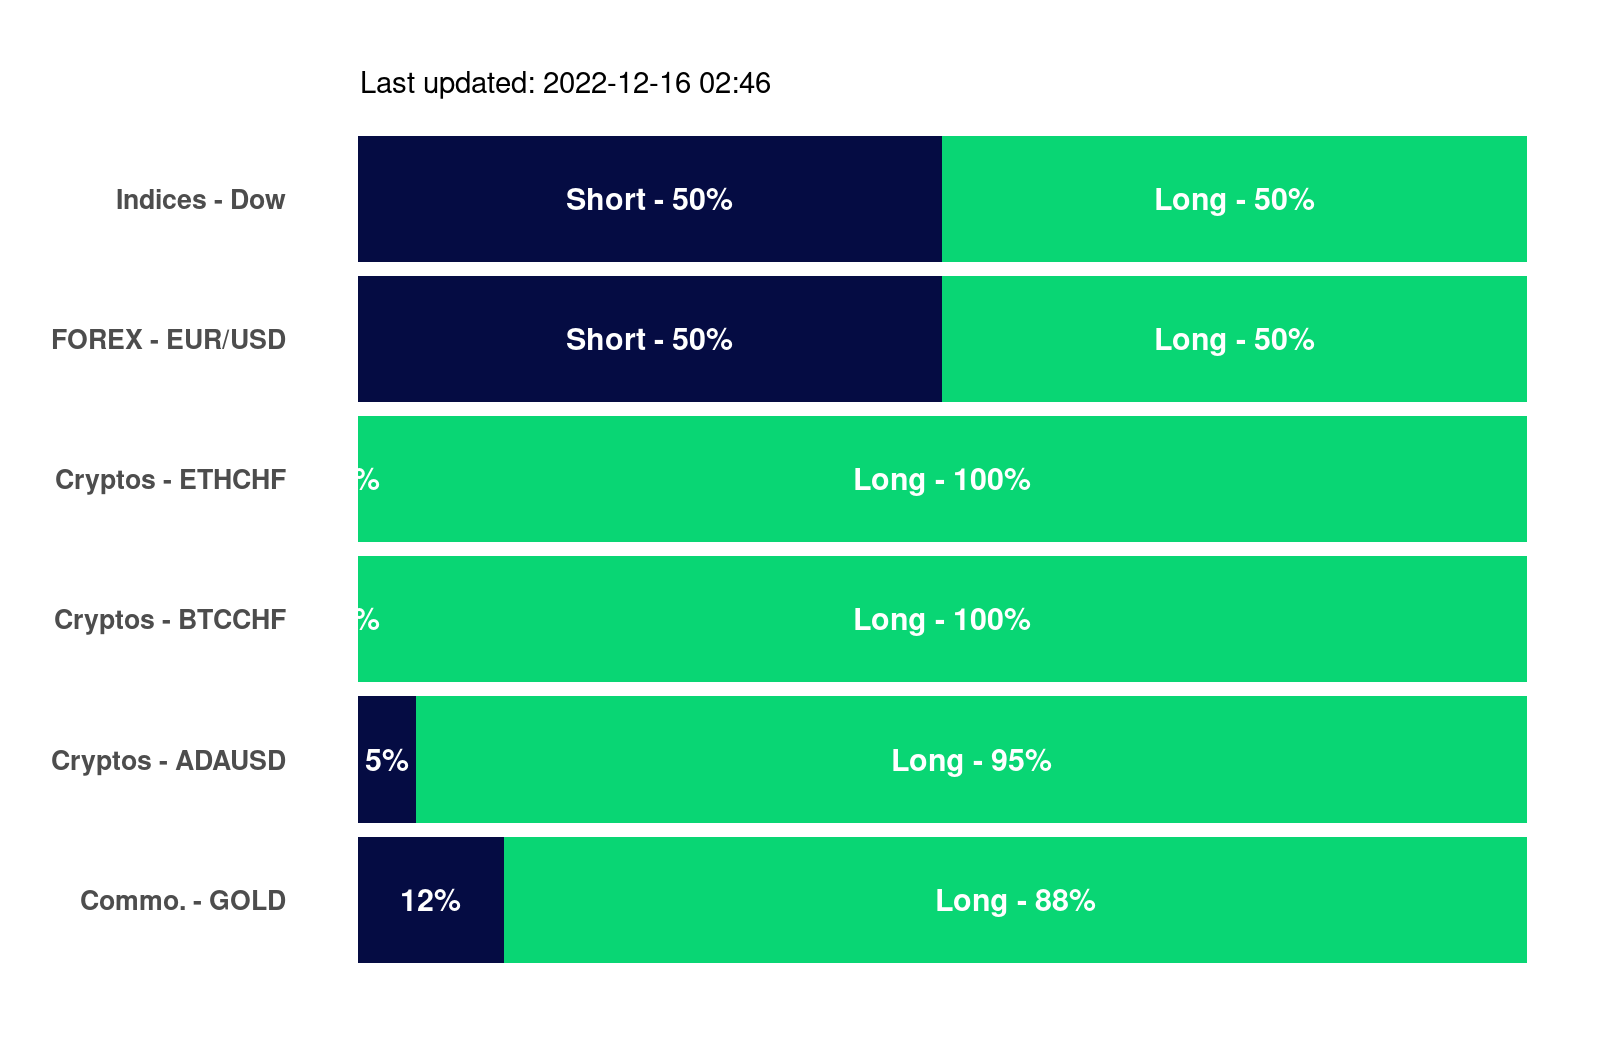 Last updated: 2022-12-16 02:46
Indices - Dow Short - 50% Long - 50%
FOREX - EUR/USD Short - 50% Long - 50%
Cryptos - ETHCHF % Long - 100%
Cryptos - BTCCHF % Long - 100%
Cryptos - ADAUSD 5% Long - 95%
Commo. - GOLD 12% Long - 88%